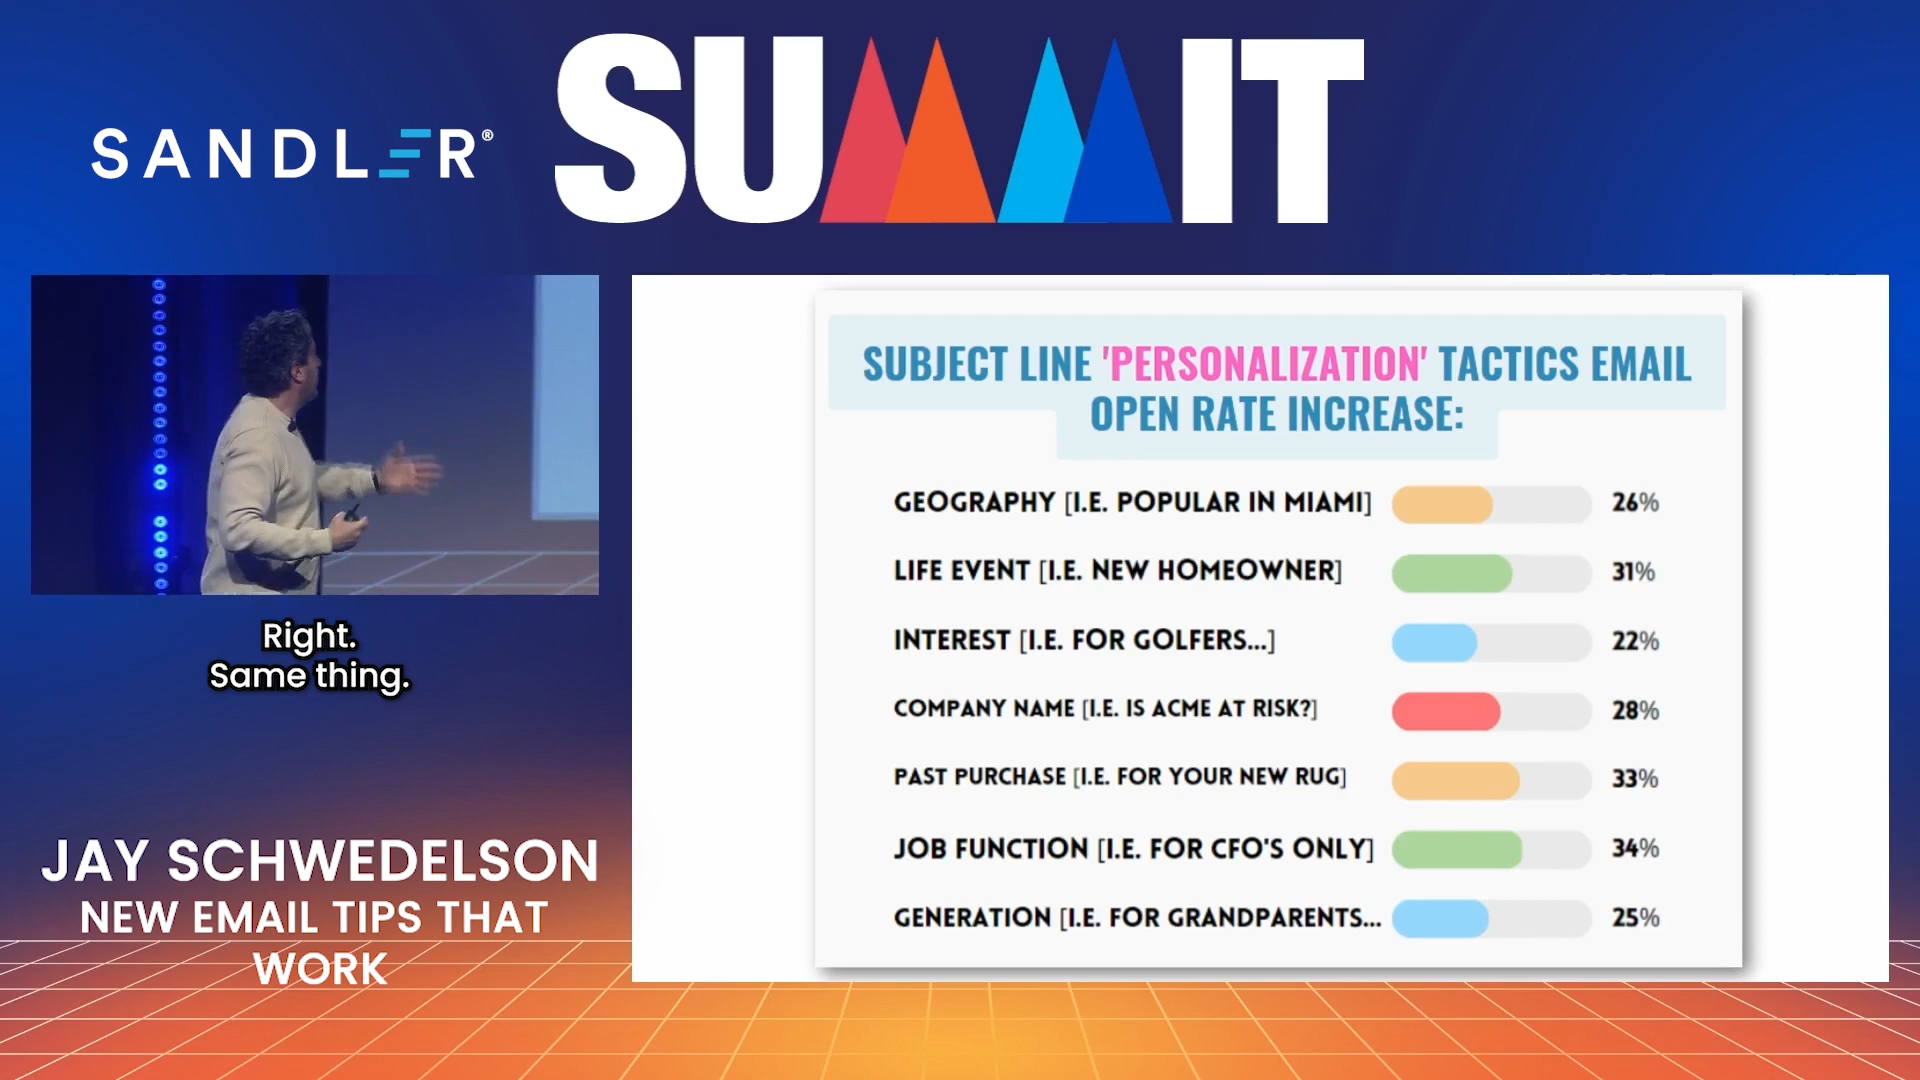 SANDLER®
SUMMIT
Right.
Same thing.
JAY SCHWEDELSON
NEW EMAIL TIPS THAT
WORK
SUBJECT LINE 'PERSONALIZATION' TACTICS EMAIL
OPEN RATE INCREASE:
GEOGRAPHY [I.E. POPULAR IN MIAMI] 26%
LIFE EVENT [I.E. NEW HOMEOWNER] 31%
INTEREST [I.E. FOR GOLFERS...] 22%
COMPANY NAME [I.E. IS ACME AT RISK?] 28%
PAST PURCHASE [I.E. FOR YOUR NEW RUG] 33%
JOB FUNCTION [I.E. FOR CFO'S ONLY] 34%
GENERATION [I.E. FOR GRANDPARENTS... 25%